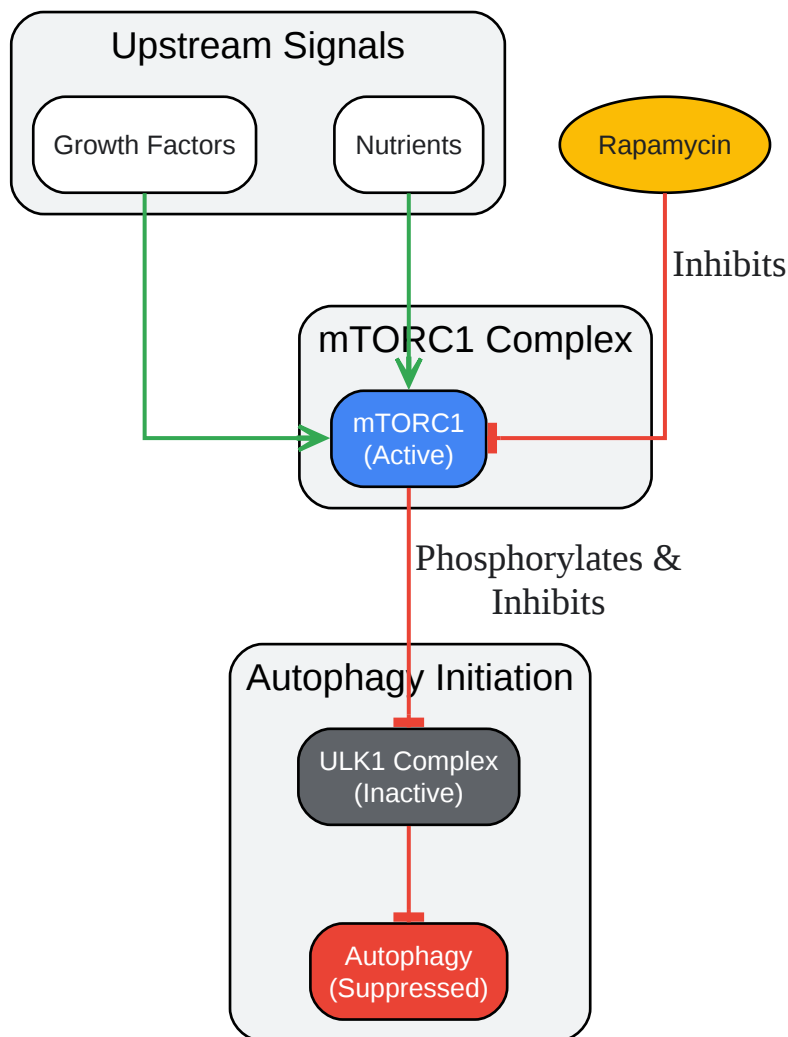 Upstream Signals
Growth Factors
Nutrients
Rapamycin
Inhibits
mTORC1 Complex
mTORC1
(Active)
Phosphorylates &
Inhibits
Autophagy Initiation
ULK1 Complex
(Inactive)
Autophagy
(Suppressed)